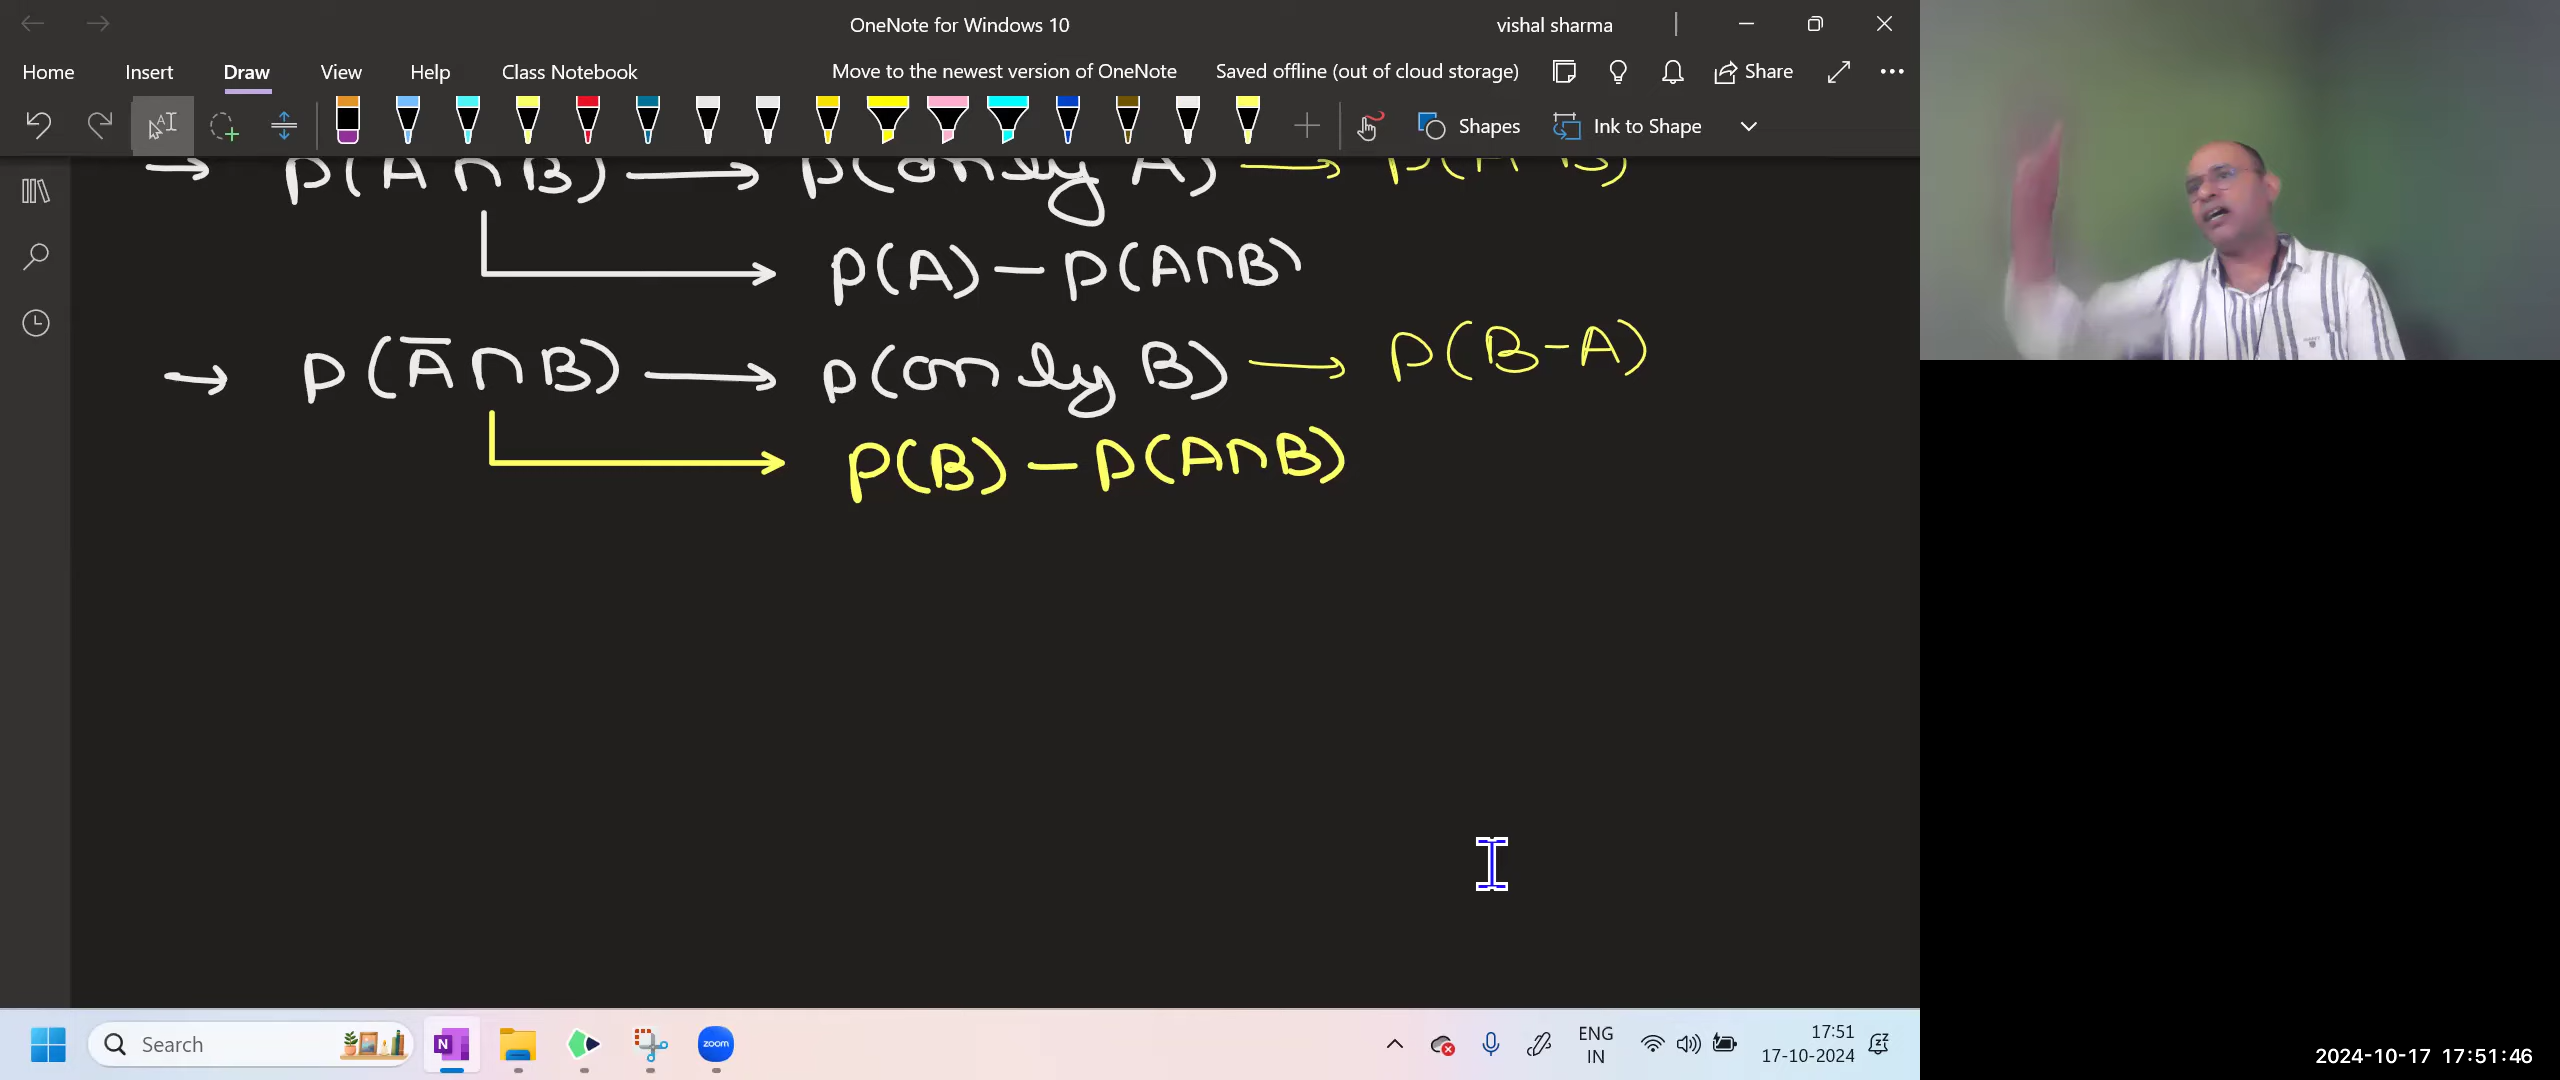 OneNote for Windows 10 vishal sharma
Home Insert Draw View Help Class Notebook Move to the newest version of OneNote Saved offline (out of cloud storage) Share
Shapes Ink to Shape
→ P(A∩B) → P(only A) →
P(A) – P(A∩B)
→ P(A̅∩B) → P(only B) → P(B–A)
P(B) – P(A∩B)
Search
zoom
ENG
IN
17:51
17-10-2024
2024-10-17 17:51:46